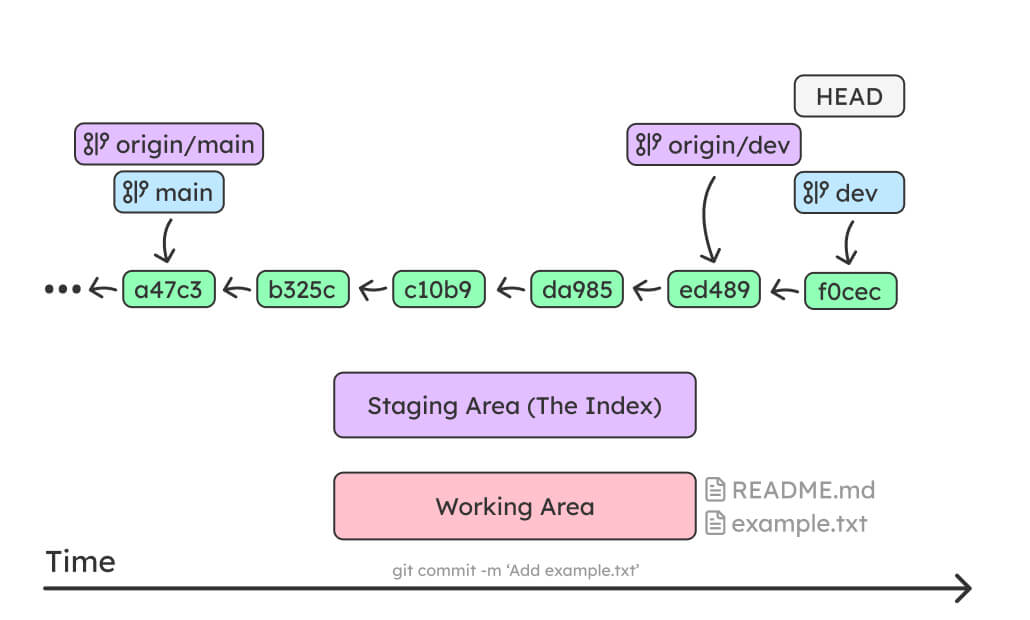 HEAD
origin/main
origin/dev
main
dev
a47c3
b325c
c10b9
da985
ed489
f0cec
Staging Area (The Index)
Working Area
README.md
example.txt
Time
git commit -m ‘Add example.txt’